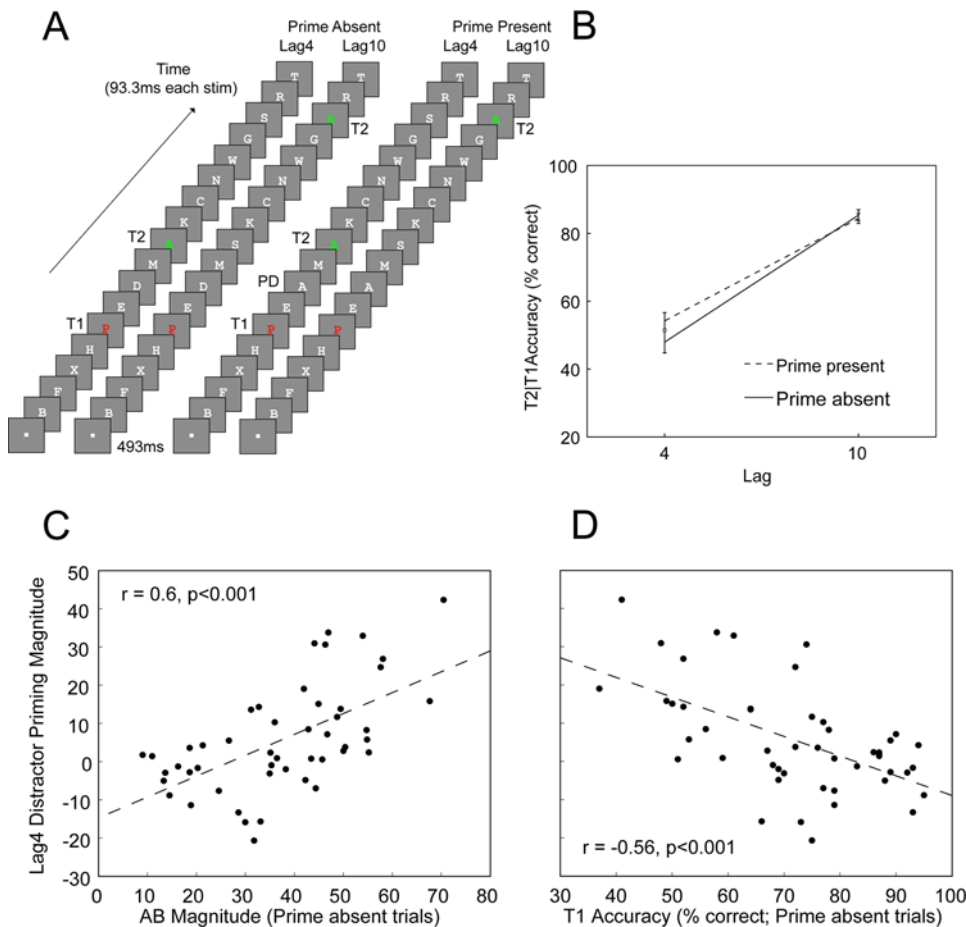 A
Prime Absent
Prime Present
Lag4 Lag10
Lag4 Lag10
Time
(93.3ms each stim)
T T T T
R R R R
S A S A
T2 T2
G G G G
W W W W
N N N N
C C C C
K K K K
T2 A S T2 A S
M M M M
D D PD A A
E E E E
T1 P P T1 P P
H H H H
X X X X
F F F F
B B B B
493ms
B
T2|T1Accuracy (% correct)
100
80
60
40
20
Prime present
Prime absent
4 10
Lag
C
Lag4 Distractor Priming Magnitude
50
40
30
20
10
0
-10
-20
-30
r = 0.6, p<0.001
0 10 20 30 40 50 60 70 80
AB Magnitude (Prime absent trials)
D
r = -0.56, p<0.001
30 40 50 60 70 80 90 100
T1 Accuracy (% correct; Prime absent trials)